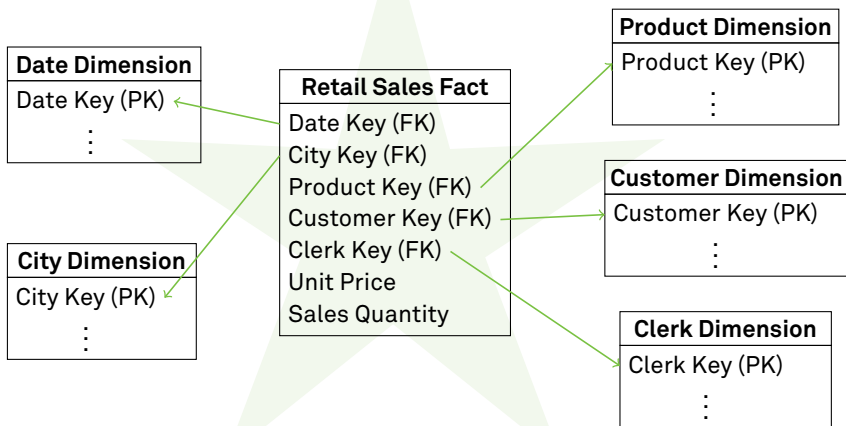 Date Dimension
Date Key (PK)
⋮
City Dimension
City Key (PK)
⋮
Retail Sales Fact
Date Key (FK)
City Key (FK)
Product Key (FK)
Customer Key (FK)
Clerk Key (FK)
Unit Price
Sales Quantity
Product Dimension
Product Key (PK)
⋮
Customer Dimension
Customer Key (PK)
⋮
Clerk Dimension
Clerk Key (PK)
⋮